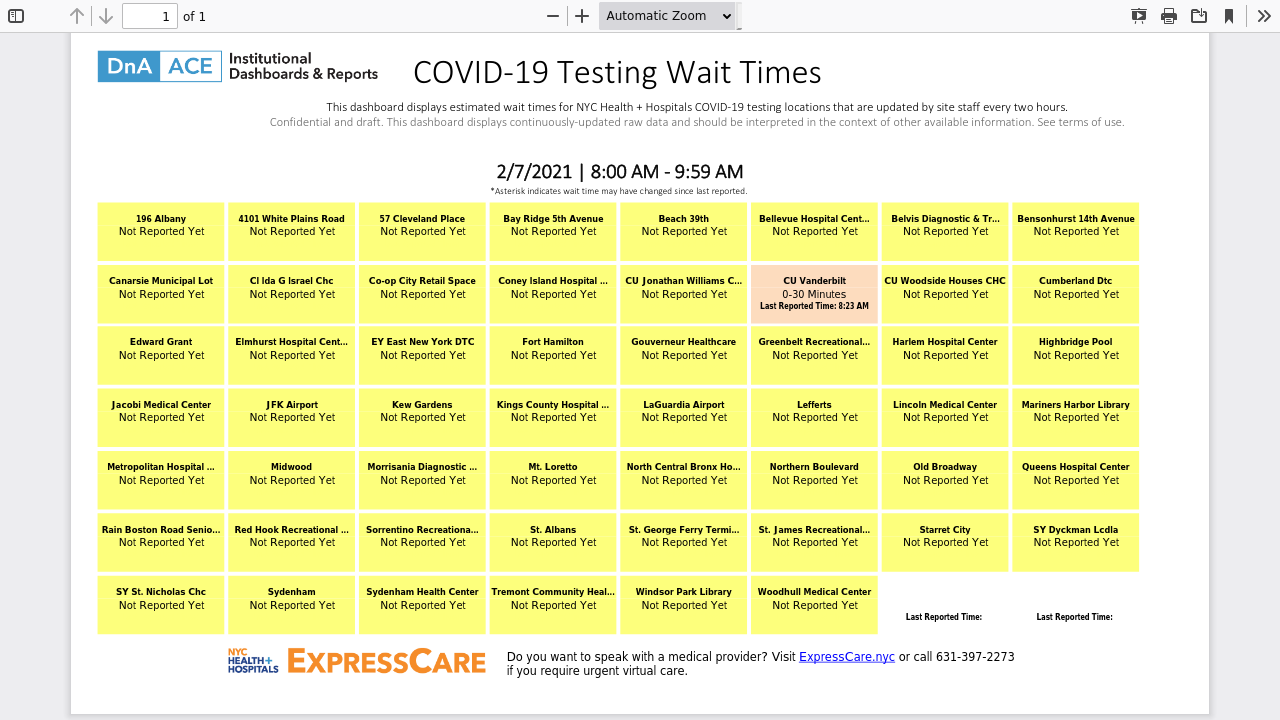 1 of 1
Automatic Zoom
DnA ACE Institutional
Dashboards & Reports
COVID-19 Testing Wait Times
This dashboard displays estimated wait times for NYC Health + Hospitals COVID-19 testing locations that are updated by site staff every two hours.
Confidential and draft. This dashboard displays continuously-updated raw data and should be interpreted in the context of other available information. See terms of use.
2/7/2021 | 8:00 AM - 9:59 AM
*Asterisk indicates wait time may have changed since last reported.
196 Albany 4101 White Plains Road 57 Cleveland Place Bay Ridge 5th Avenue Beach 39th Bellevue Hospital Cent... Belvis Diagnostic & Tr... Bensonhurst 14th Avenue
Not Reported Yet Not Reported Yet Not Reported Yet Not Reported Yet Not Reported Yet Not Reported Yet Not Reported Yet Not Reported Yet
Canarsie Municipal Lot CI Ida G Israel Chc Co-op City Retail Space Coney Island Hospital ... CU Jonathan Williams C... CU Vanderbilt CU Woodside Houses CHC Cumberland Dtc
Not Reported Yet Not Reported Yet Not Reported Yet Not Reported Yet Not Reported Yet 0-30 Minutes Not Reported Yet Not Reported Yet
Last Reported Time: 8:23 AM
Edward Grant Elmhurst Hospital Cent... EY East New York DTC Fort Hamilton Gouverneur Healthcare Greenbelt Recreational... Harlem Hospital Center Highbridge Pool
Not Reported Yet Not Reported Yet Not Reported Yet Not Reported Yet Not Reported Yet Not Reported Yet Not Reported Yet Not Reported Yet
Jacobi Medical Center JFK Airport Kew Gardens Kings County Hospital ... LaGuardia Airport Lefferts Lincoln Medical Center Mariners Harbor Library
Not Reported Yet Not Reported Yet Not Reported Yet Not Reported Yet Not Reported Yet Not Reported Yet Not Reported Yet Not Reported Yet
Metropolitan Hospital ... Midwood Morrisania Diagnostic ... Mt. Loretto North Central Bronx Ho... Northern Boulevard Old Broadway Queens Hospital Center
Not Reported Yet Not Reported Yet Not Reported Yet Not Reported Yet Not Reported Yet Not Reported Yet Not Reported Yet Not Reported Yet
Rain Boston Road Senio... Red Hook Recreational ... Sorrentino Recreationa... St. Albans St. George Ferry Termi... St. James Recreational... Starret City SY Dyckman Lcdla
Not Reported Yet Not Reported Yet Not Reported Yet Not Reported Yet Not Reported Yet Not Reported Yet Not Reported Yet Not Reported Yet
SY St. Nicholas Chc Sydenham Sydenham Health Center Tremont Community Heal... Windsor Park Library Woodhull Medical Center
Not Reported Yet Not Reported Yet Not Reported Yet Not Reported Yet Not Reported Yet Not Reported Yet
Last Reported Time: Last Reported Time:
NYC
HEALTH+
HOSPITALS
EXPRESSCARE
Do you want to speak with a medical provider? Visit ExpressCare.nyc or call 631-397-2273
if you require urgent virtual care.